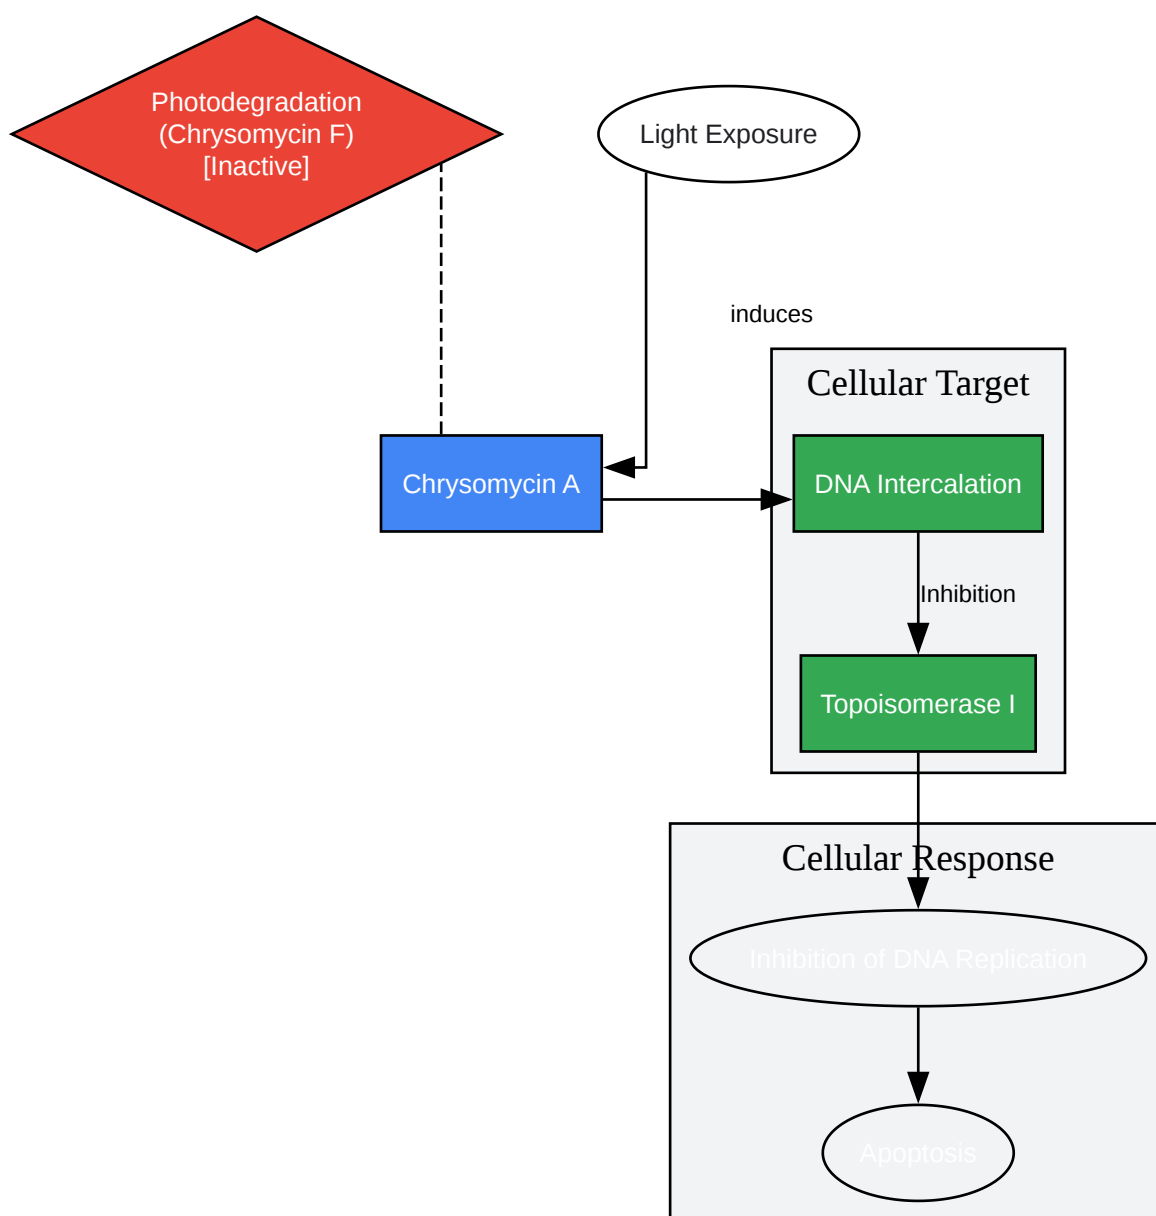 Photodegradation
(Chrysomycin F)
[Inactive]
Light Exposure
induces
Cellular Target
Chrysomycin A
DNA Intercalation
Inhibition
Topoisomerase I
Cellular Response
Inhibition of DNA Replication
Apoptosis